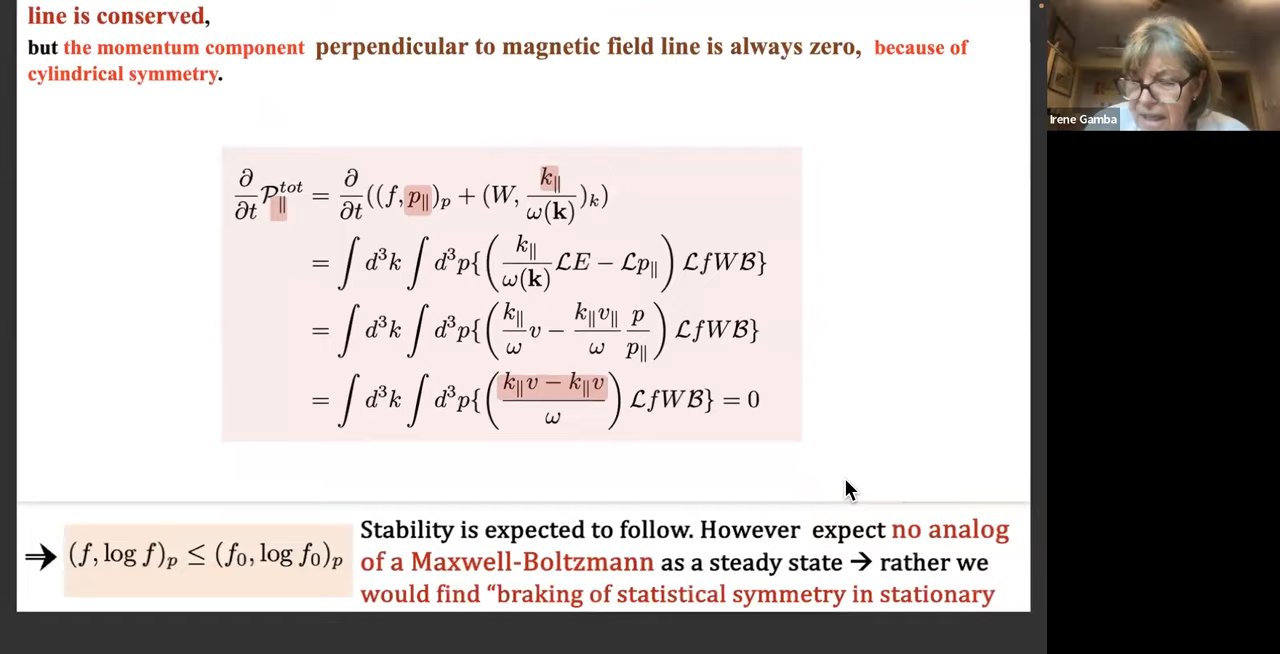 line is conserved,
but the momentum component perpendicular to magnetic field line is always zero, because of
cylindrical symmetry.
∂/∂t 𝒫^{tot}_∥ = ∂/∂t((f, p_∥)_p + (W, k_∥/ω(𝐤))_k)
= ∫ d³k ∫ d³p{(k_∥/ω(𝐤) ℒE − ℒp_∥) ℒfWℬ}
= ∫ d³k ∫ d³p{(k_∥/ω v − k_∥v_∥/ω p/p_∥) ℒfWℬ}
= ∫ d³k ∫ d³p{((k_∥v − k_∥v)/ω) ℒfWℬ} = 0
⇒ (f, log f)_p ≤ (f₀, log f₀)_p
Stability is expected to follow. However expect no analog
of a Maxwell-Boltzmann as a steady state → rather we
would find “braking of statistical symmetry in stationary
Irene Gamba